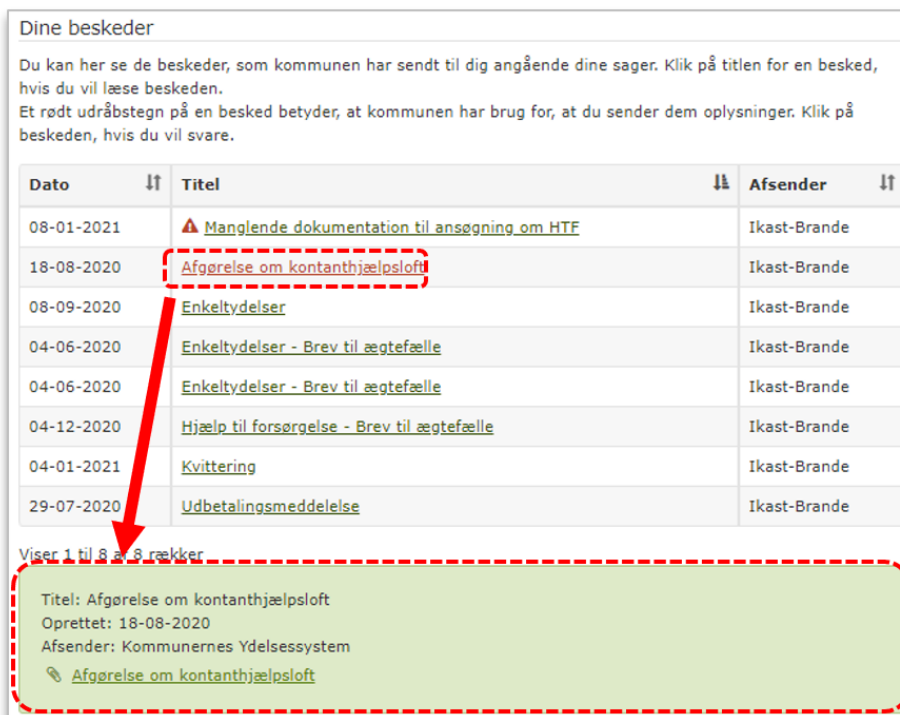 Dine beskeder
Du kan her se de beskeder, som kommunen har sendt til dig angående dine sager. Klik på titlen for en besked,
hvis du vil læse beskeden.
Et rødt udråbstegn på en besked betyder, at kommunen har brug for, at du sender dem oplysninger. Klik på
beskeden, hvis du vil svare.
Dato Titel Afsender
08-01-2021 Manglende dokumentation til ansøgning om HTF Ikast-Brande
18-08-2020 Afgørelse om kontanthjælpsloft Ikast-Brande
08-09-2020 Enkeltydelser Ikast-Brande
04-06-2020 Enkeltydelser - Brev til ægtefælle Ikast-Brande
04-06-2020 Enkeltydelser - Brev til ægtefælle Ikast-Brande
04-12-2020 Hjælp til forsørgelse - Brev til ægtefælle Ikast-Brande
04-01-2021 Kvittering Ikast-Brande
29-07-2020 Udbetalingsmeddelelse Ikast-Brande
Viser 1 til 8 af 8 rækker
Titel: Afgørelse om kontanthjælpsloft
Oprettet: 18-08-2020
Afsender: Kommunernes Ydelsessystem
Afgørelse om kontanthjælpsloft